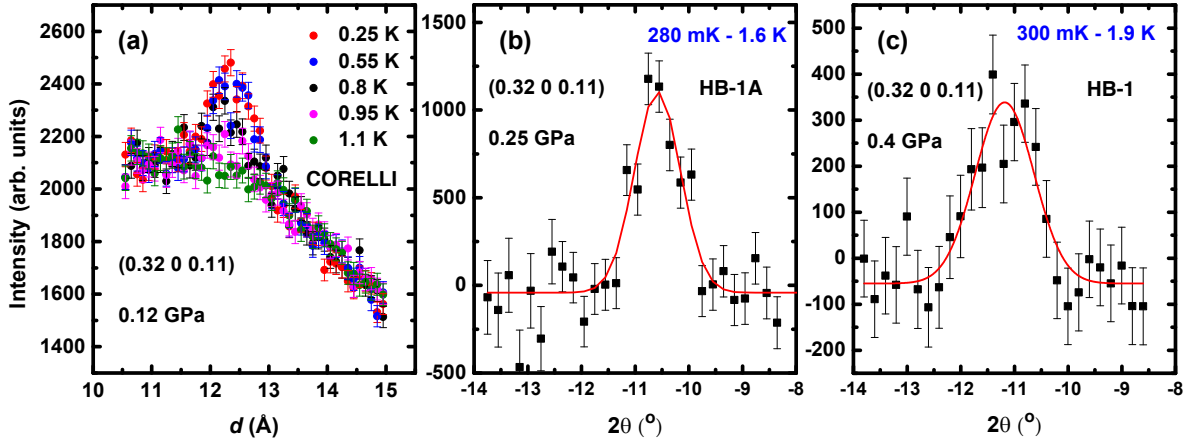 (a)
0.25 K
0.55 K
0.8 K
0.95 K
1.1 K
CORELLI
(0.32 0 0.11)
0.12 GPa
Intensity (arb. units)
2600
2400
2200
2000
1800
1600
1400
10 11 12 13 14 15 16
d (Å)
(b)
280 mK - 1.6 K
(0.32 0 0.11)
HB-1A
0.25 GPa
1500
1000
500
0
-500
-14 -13 -12 -11 -10 -9 -8
2θ (°)
(c)
300 mK - 1.9 K
(0.32 0 0.11)
HB-1
0.4 GPa
500
400
300
200
100
0
-100
-200
-14 -13 -12 -11 -10 -9 -8
2θ (°)